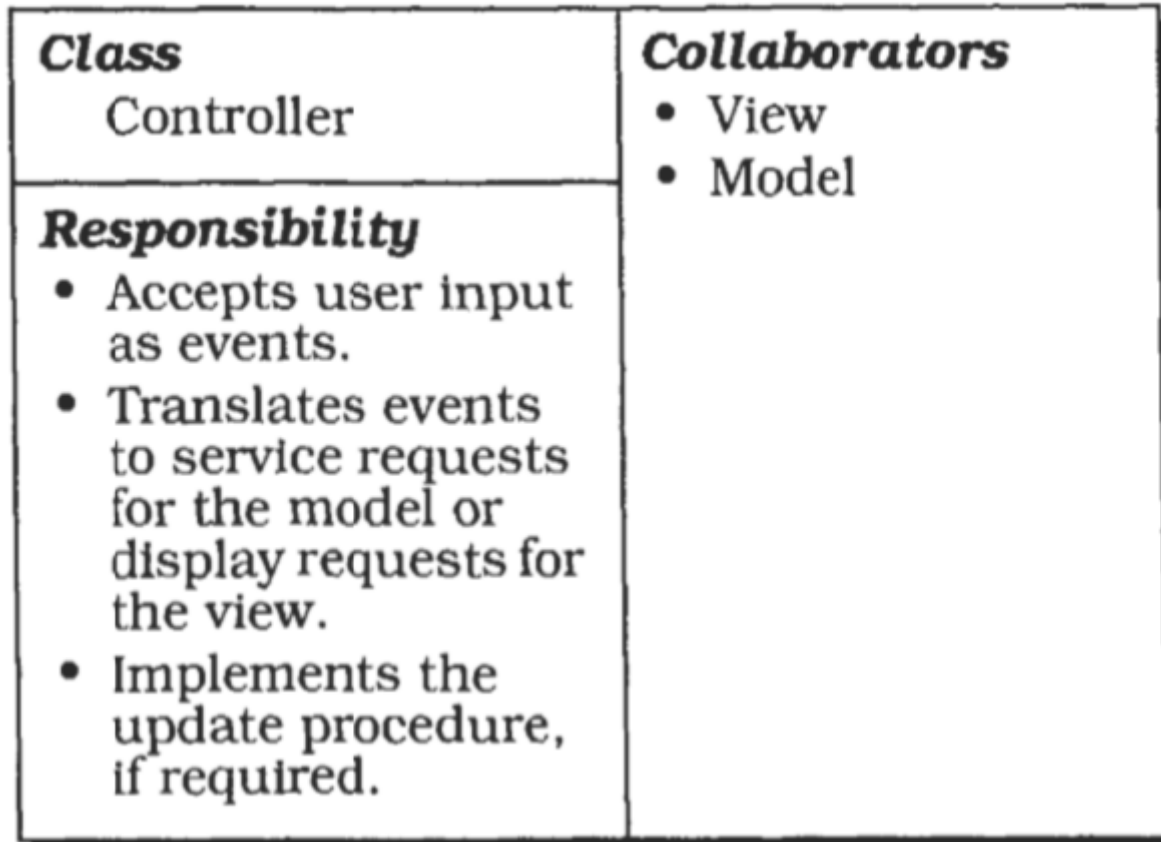 Class
Controller
Responsibility
• Accepts user input
as events.
• Translates events
to service requests
for the model or
display requests for
the view.
• Implements the
update procedure,
if required.
Collaborators
• View
• Model